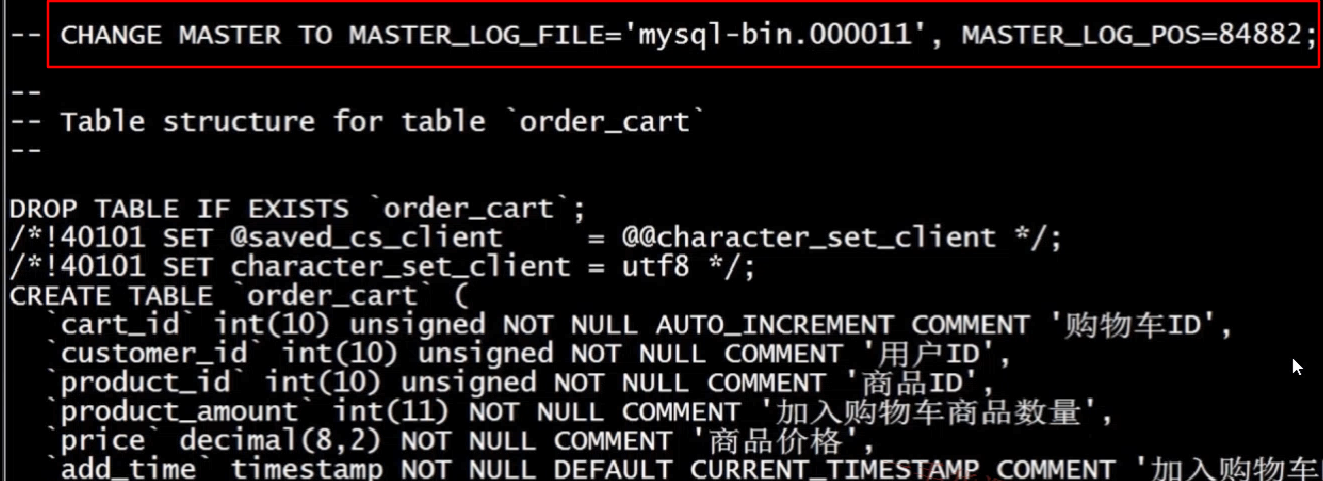 -- CHANGE MASTER TO MASTER_LOG_FILE='mysql-bin.000011', MASTER_LOG_POS=84882;
--
-- Table structure for table `order_cart`
--
DROP TABLE IF EXISTS `order_cart`;
/*!40101 SET @saved_cs_client     = @@character_set_client */;
/*!40101 SET character_set_client = utf8 */;
CREATE TABLE `order_cart` (
  `cart_id` int(10) unsigned NOT NULL AUTO_INCREMENT COMMENT '购物车ID',
  `customer_id` int(10) unsigned NOT NULL COMMENT '用户ID',
  `product_id` int(10) unsigned NOT NULL COMMENT '商品ID',
  `product_amount` int(11) NOT NULL COMMENT '加入购物车商品数量',
  `price` decimal(8,2) NOT NULL COMMENT '商品价格',
  `add_time` timestamp NOT NULL DEFAULT CURRENT_TIMESTAMP COMMENT '加入购物车